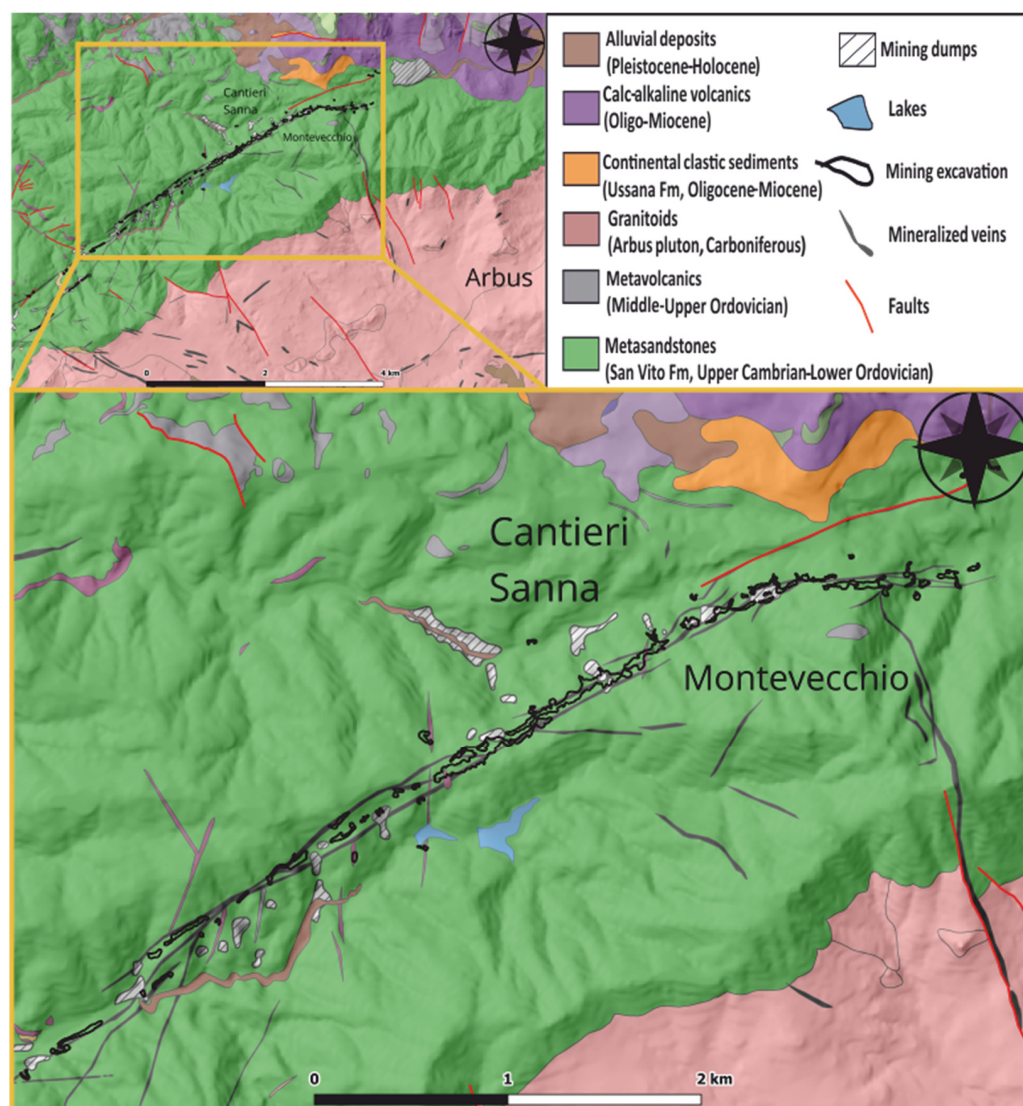 Cantieri
Sanna
Montevecchio
Arbus
0 2 4 km
Alluvial deposits
(Pleistocene-Holocene)
Calc-alkaline volcanics
(Oligo-Miocene)
Continental clastic sediments
(Ussana Fm, Oligocene-Miocene)
Granitoids
(Arbus pluton, Carboniferous)
Metavolcanics
(Middle-Upper Ordovician)
Metasandstones
(San Vito Fm, Upper Cambrian-Lower Ordovician)
Mining dumps
Lakes
Mining excavation
Mineralized veins
Faults
Cantieri
Sanna
Montevecchio
0 1 2 km